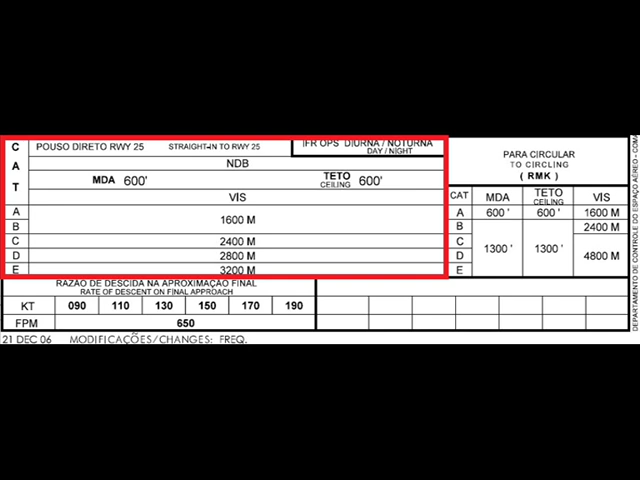 C
A
T
POUSO DIRETO RWY 25 STRAIGHT-IN TO RWY 25
IFR OPS DIURNA / NOTURNA
DAY / NIGHT
NDB
MDA 600' TETO CEILING 600'
VIS
A
B
1600 M
C 2400 M
D 2800 M
E 3200 M
PARA CIRCULAR
TO CIRCLING
( RMK )
CAT MDA TETO CEILING VIS
A 600 ' 600 ' 1600 M
B 2400 M
C
D 1300 ' 1300 ' 4800 M
E
RAZÃO DE DESCIDA NA APROXIMAÇÃO FINAL
RATE OF DESCENT ON FINAL APPROACH
KT 090 110 130 150 170 190
FPM 650
21 DEC 06 MODIFICAÇÕES/CHANGES: FREQ.
DEPARTAMENTO DE CONTROLE DO ESPAÇO AÉREO -